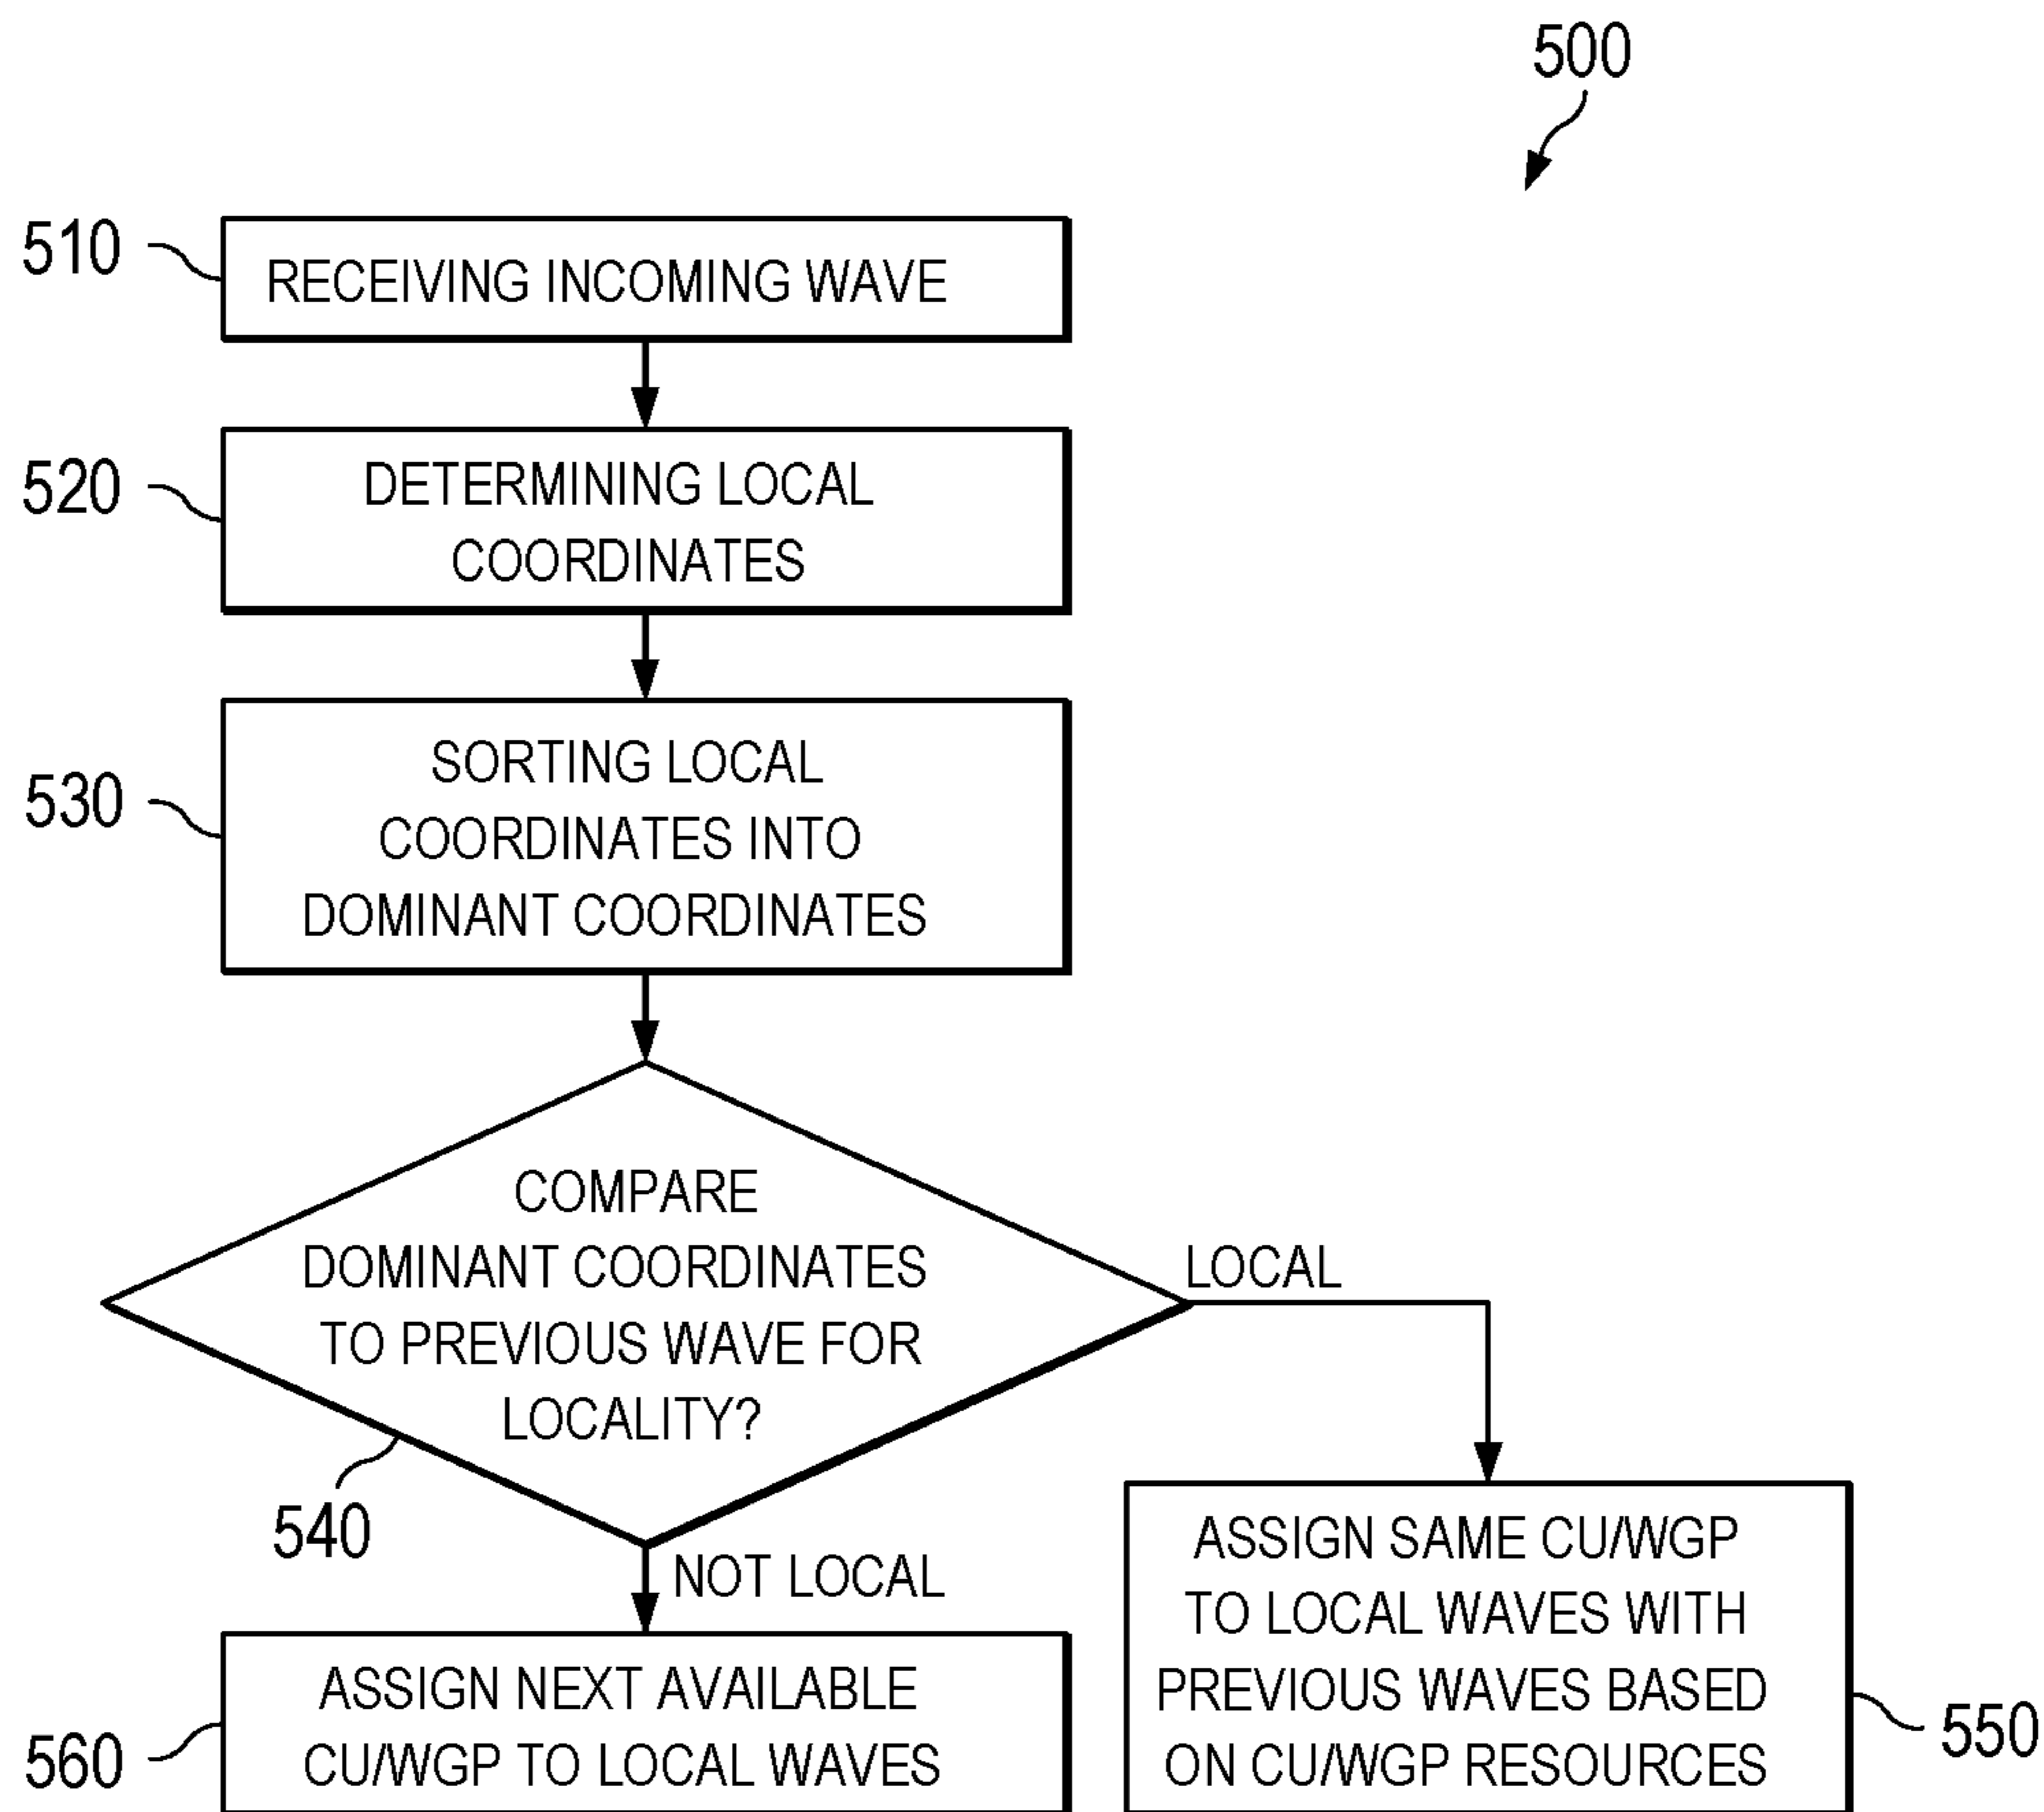 500
510
RECEIVING INCOMING WAVE
520
DETERMINING LOCAL
COORDINATES
530
SORTING LOCAL
COORDINATES INTO
DOMINANT COORDINATES
COMPARE
DOMINANT COORDINATES
TO PREVIOUS WAVE FOR
LOCALITY?
540
LOCAL
NOT LOCAL
ASSIGN SAME CU/WGP
TO LOCAL WAVES WITH
PREVIOUS WAVES BASED
ON CU/WGP RESOURCES
550
560
ASSIGN NEXT AVAILABLE
CU/WGP TO LOCAL WAVES